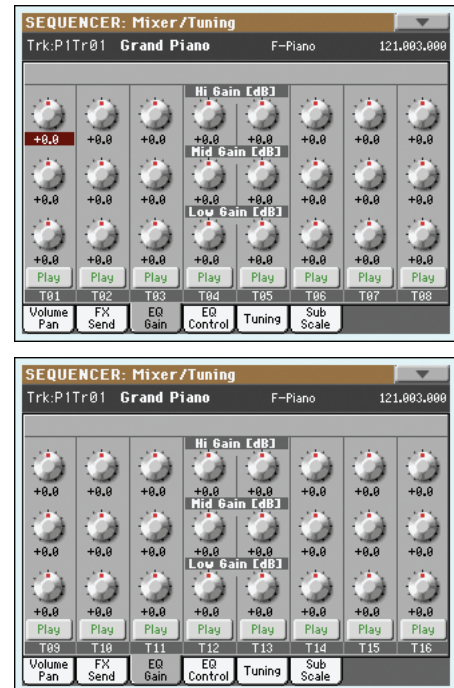 SEQUENCER: Mixer/Tuning
Trk:P1Tr01 Grand Piano F-Piano 121.003.000
Hi Gain [dB]
+0.0 +0.0 +0.0 +0.0 +0.0 +0.0 +0.0 +0.0
Mid Gain [dB]
+0.0 +0.0 +0.0 +0.0 +0.0 +0.0 +0.0 +0.0
Low Gain [dB]
+0.0 +0.0 +0.0 +0.0 +0.0 +0.0 +0.0 +0.0
Play Play Play Play Play Play Play Play
T01 T02 T03 T04 T05 T06 T07 T08
Volume FX EQ EQ Tuning Sub
Pan Send Gain Control Scale
SEQUENCER: Mixer/Tuning
Trk:P1Tr01 Grand Piano F-Piano 121.003.000
Hi Gain [dB]
+0.0 +0.0 +0.0 +0.0 +0.0 +0.0 +0.0 +0.0
Mid Gain [dB]
+0.0 +0.0 +0.0 +0.0 +0.0 +0.0 +0.0 +0.0
Low Gain [dB]
+0.0 +0.0 +0.0 +0.0 +0.0 +0.0 +0.0 +0.0
Play Play Play Play Play Play Play Play
T09 T10 T11 T12 T13 T14 T15 T16
Volume FX EQ EQ Tuning Sub
Pan Send Gain Control Scale